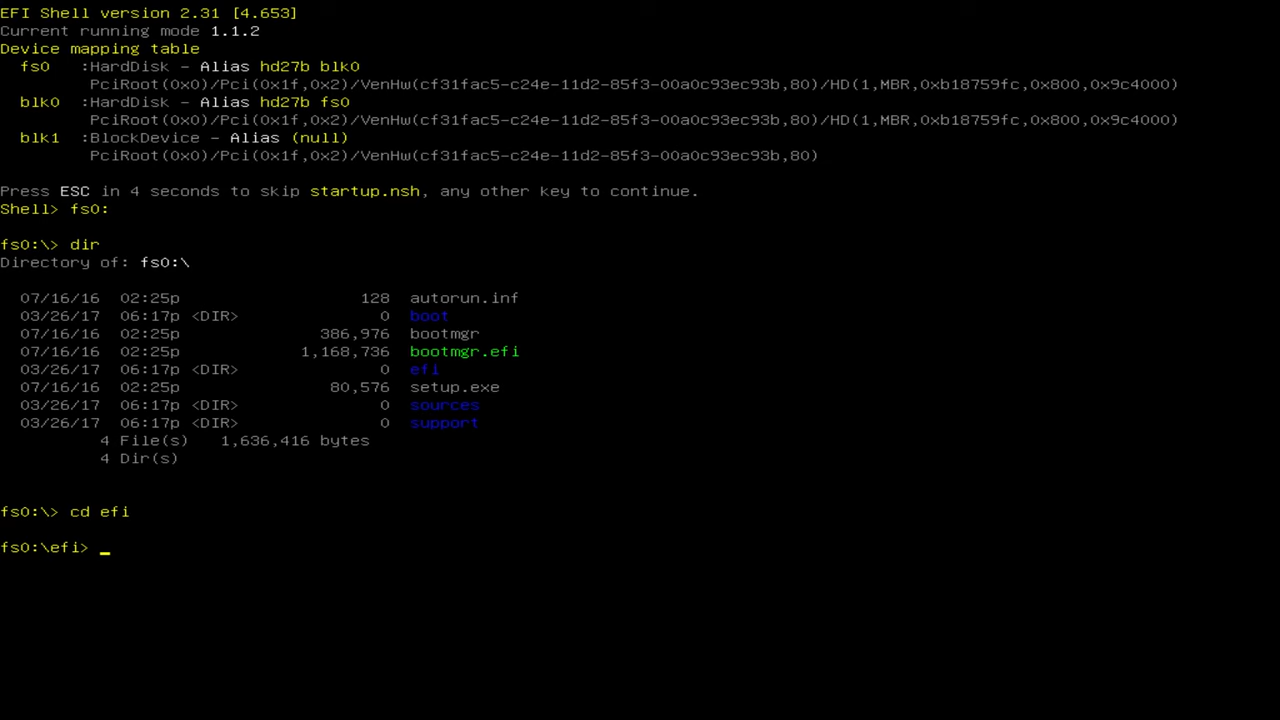 EFI Shell version 2.31 [4.653]
Current running mode 1.1.2
Device mapping table
fs0 :HardDisk - Alias hd27b blk0
PciRoot(0x0)/Pci(0x1f,0x2)/VenHw(cf31fac5-c24e-11d2-85f3-00a0c93ec93b,80)/HD(1,MBR,0xb18759fc,0x800,0x9c4000)
blk0 :HardDisk - Alias hd27b fs0
PciRoot(0x0)/Pci(0x1f,0x2)/VenHw(cf31fac5-c24e-11d2-85f3-00a0c93ec93b,80)/HD(1,MBR,0xb18759fc,0x800,0x9c4000)
blk1 :BlockDevice - Alias (null)
PciRoot(0x0)/Pci(0x1f,0x2)/VenHw(cf31fac5-c24e-11d2-85f3-00a0c93ec93b,80)
Press ESC in 4 seconds to skip startup.nsh, any other key to continue.
Shell> fs0:
fs0:\> dir
Directory of: fs0:\
07/16/16 02:25p 128 autorun.inf
03/26/17 06:17p <DIR> 0 boot
07/16/16 02:25p 386,976 bootmgr
07/16/16 02:25p 1,168,736 bootmgr.efi
03/26/17 06:17p <DIR> 0 efi
07/16/16 02:25p 80,576 setup.exe
03/26/17 06:17p <DIR> 0 sources
03/26/17 06:17p <DIR> 0 support
4 File(s) 1,636,416 bytes
4 Dir(s)
fs0:\> cd efi
fs0:\efi> _